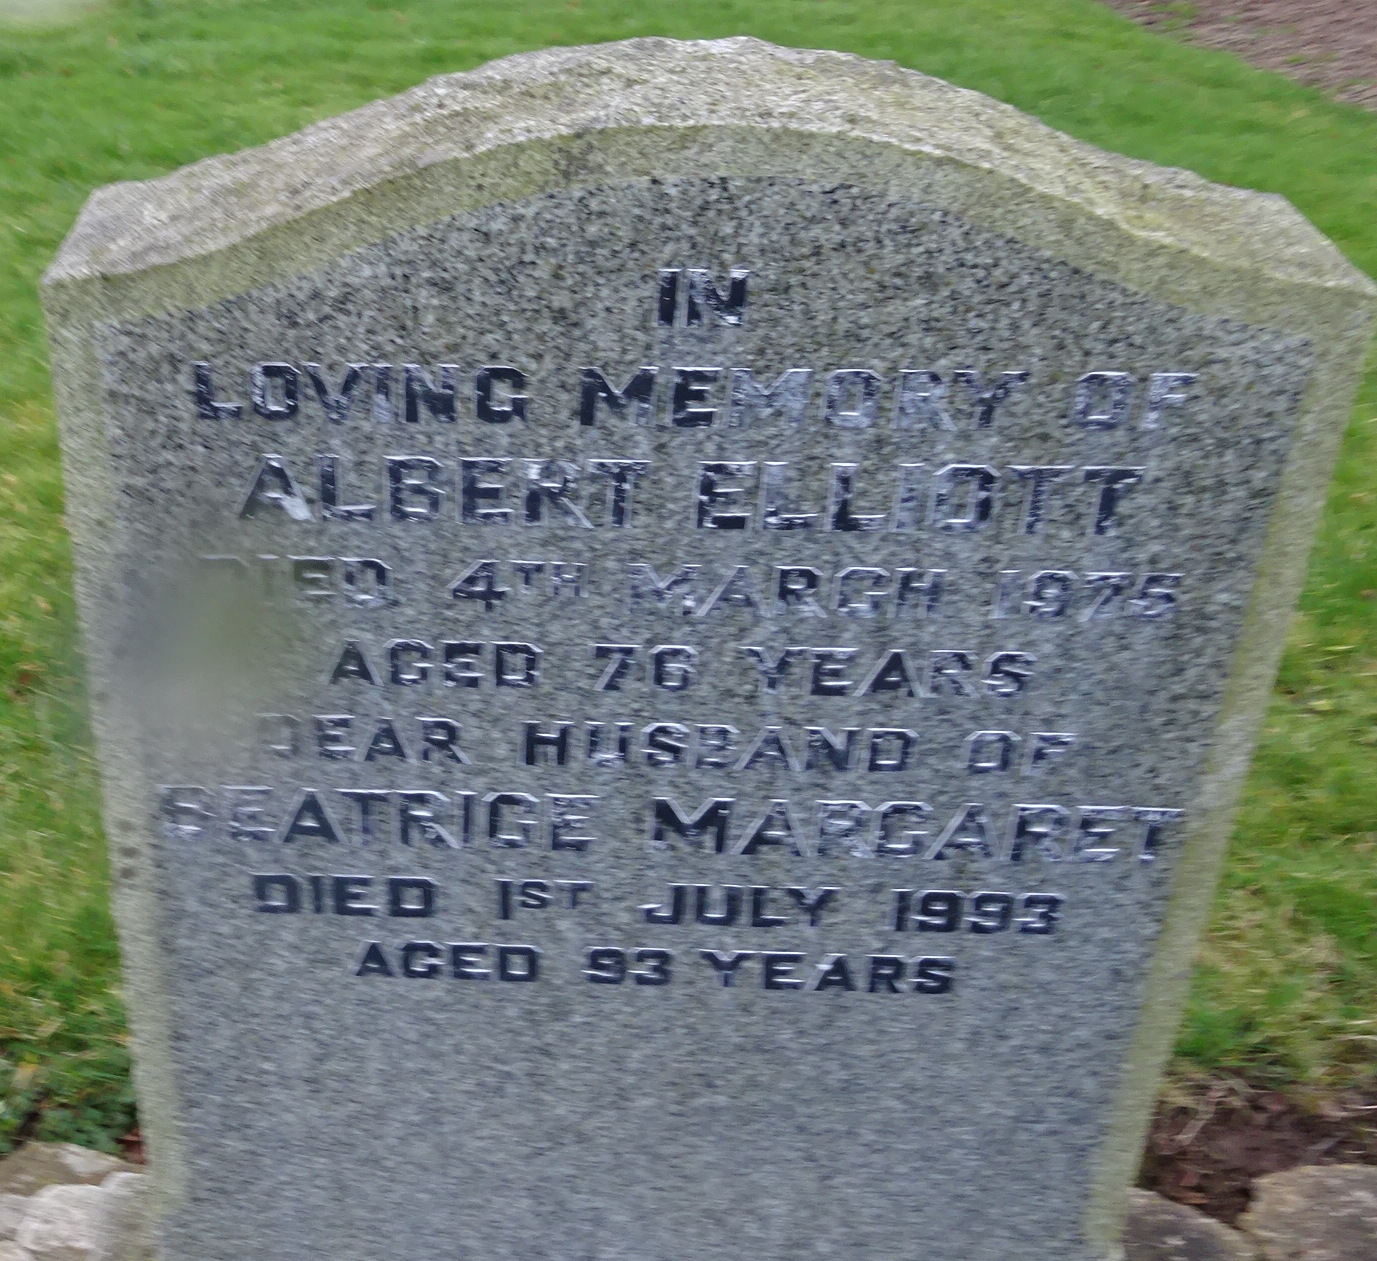 IN
LOVING MEMORY OF
ALBERT ELLIOTT
DIED 4TH MARCH 1975
AGED 76 YEARS
DEAR HUSBAND OF
BEATRICE MARGARET
DIED 1ST JULY 1993
AGED 93 YEARS